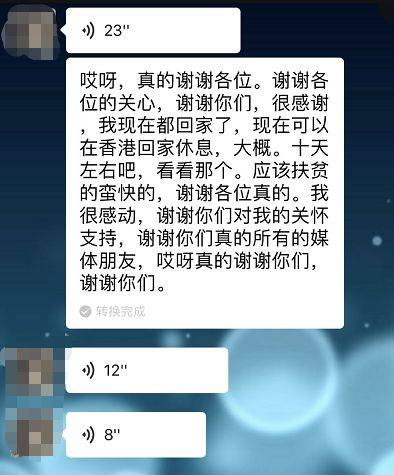 23"
哎呀，真的谢谢各位。谢谢各
位的关心，谢谢你们，很感谢
，我现在都回家了，现在可以
在香港回家休息，大概。十天
左右吧，看看那个。应该扶贫
的蛮快的，谢谢各位真的。我
很感动，谢谢你们对我的关怀
支持，谢谢你们真的所有的媒
体朋友，哎呀真的谢谢你们，
谢谢你们。
转换完成
12"
8"